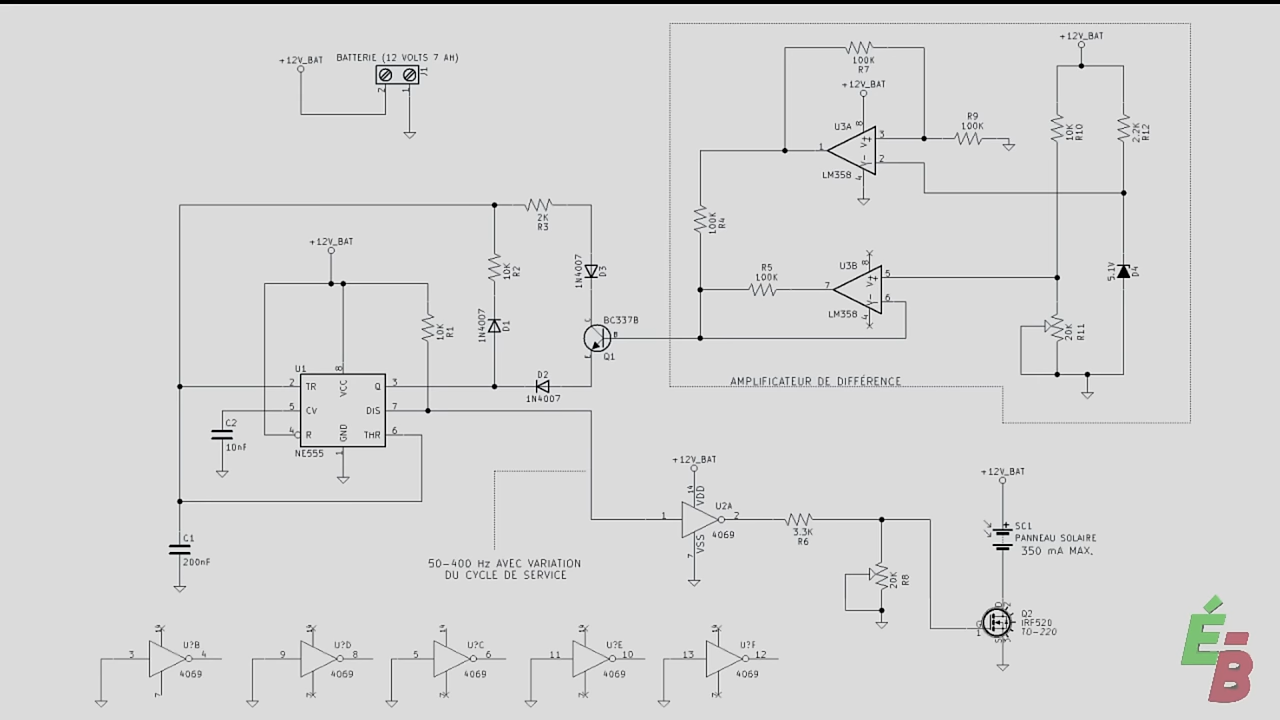 BATTERIE (12 VOLTS 7 AH)
+12V_BAT
J1
2
1
100K
R7
+12V_BAT
8
U3A
V+
3
1
V-
2
LM358
4
R9
100K
+12V_BAT
10K
R10
2.2K
R12
100K
R4
R5
100K
U3B
8
V+
5
7
V-
6
LM358
4
5.1V
D4
20K
R11
AMPLIFICATEUR DE DIFFÉRENCE
2K
R3
10K
R2
1N4007
D3
1N4007
D1
BC337B
C
B
E
Q1
D2
1N4007
+12V_BAT
10K
R1
U1
8
2
TR
VCC
Q
3
5
CV
DIS
7
4
R
GND
THR
6
1
NE555
C2
10nF
C1
200nF
50-400 Hz AVEC VARIATION
DU CYCLE DE SERVICE
+12V_BAT
14
VDD
U2A
1
2
4069
VSS
7
3.3K
R6
20K
R8
+12V_BAT
+
SC1
PANNEAU SOLAIRE
350 mA MAX.
D
Q2
G
IRF520
1
TO-220
S
U?B
3
4
4069
U?D
9
8
4069
U?C
5
6
4069
U?E
11
10
4069
U?F
13
12
4069
É-B